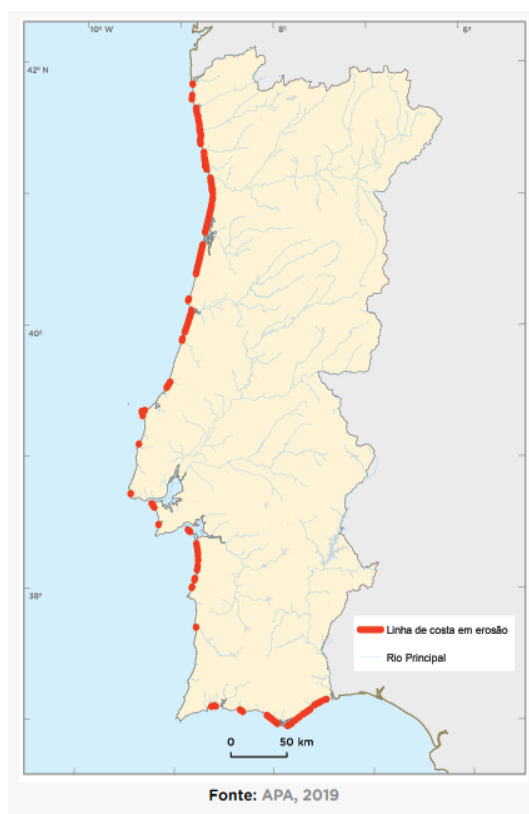 10° W
8°
6°
42° N
40°
38°
Linha de costa em erosão
Rio Principal
0 50 km
Fonte: APA, 2019